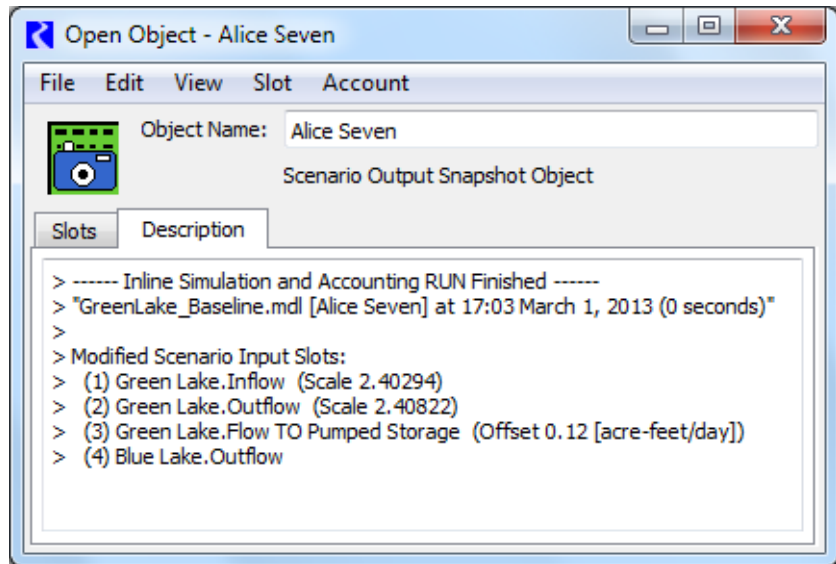 Open Object - Alice Seven
File Edit View Slot Account
Object Name: Alice Seven
Scenario Output Snapshot Object
Slots Description
> ------ Inline Simulation and Accounting RUN Finished ------
> "GreenLake_Baseline.mdl [Alice Seven] at 17:03 March 1, 2013 (0 seconds)"
>
> Modified Scenario Input Slots:
> (1) Green Lake.Inflow (Scale 2.40294)
> (2) Green Lake.Outflow (Scale 2.40822)
> (3) Green Lake.Flow TO Pumped Storage (Offset 0.12 [acre-feet/day])
> (4) Blue Lake.Outflow